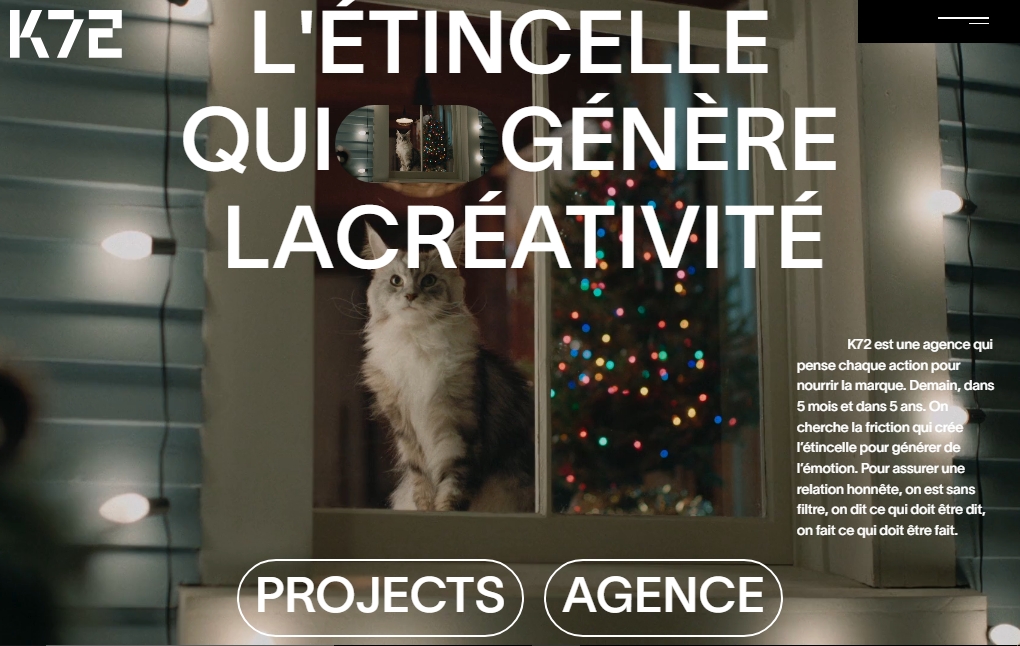 K72
L'ÉTINCELLE
QUI GÉNÈRE
LACRÉATIVITÉ
K72 est une agence qui
pense chaque action pour
nourrir la marque. Demain, dans
5 mois et dans 5 ans. On
cherche la friction qui crée
l'étincelle pour générer de
l'émotion. Pour assurer une
relation honnête, on est sans
filtre, on dit ce qui doit être dit,
on fait ce qui doit être fait.
PROJECTS AGENCE